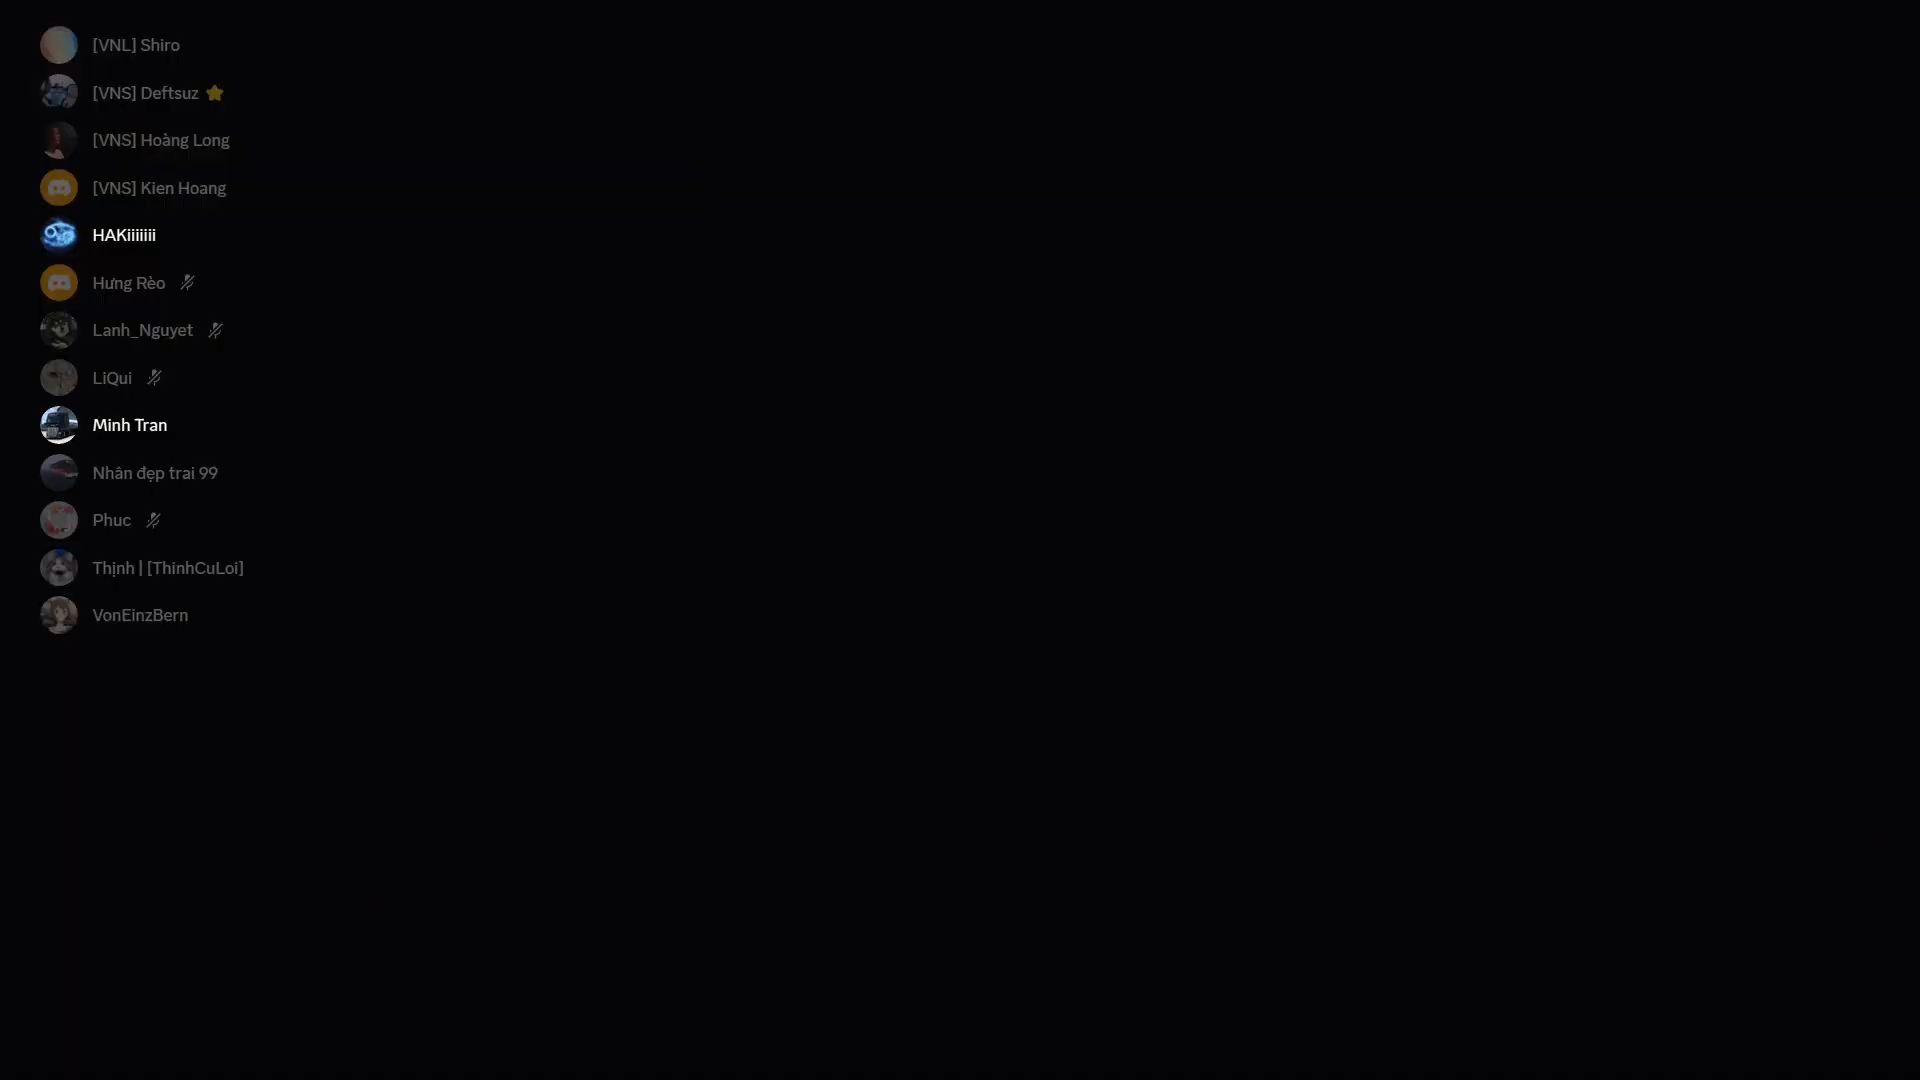 [VNL] Shiro
[VNS] Deftsuz ⭐
[VNS] Hoàng Long
[VNS] Kien Hoang
HAKiiiiiii
Hưng Rèo
Lanh_Nguyet
LiQui
Minh Tran
Nhân đẹp trai 99
Phuc
Thịnh | [ThinhCuLoi]
VonEinzBern